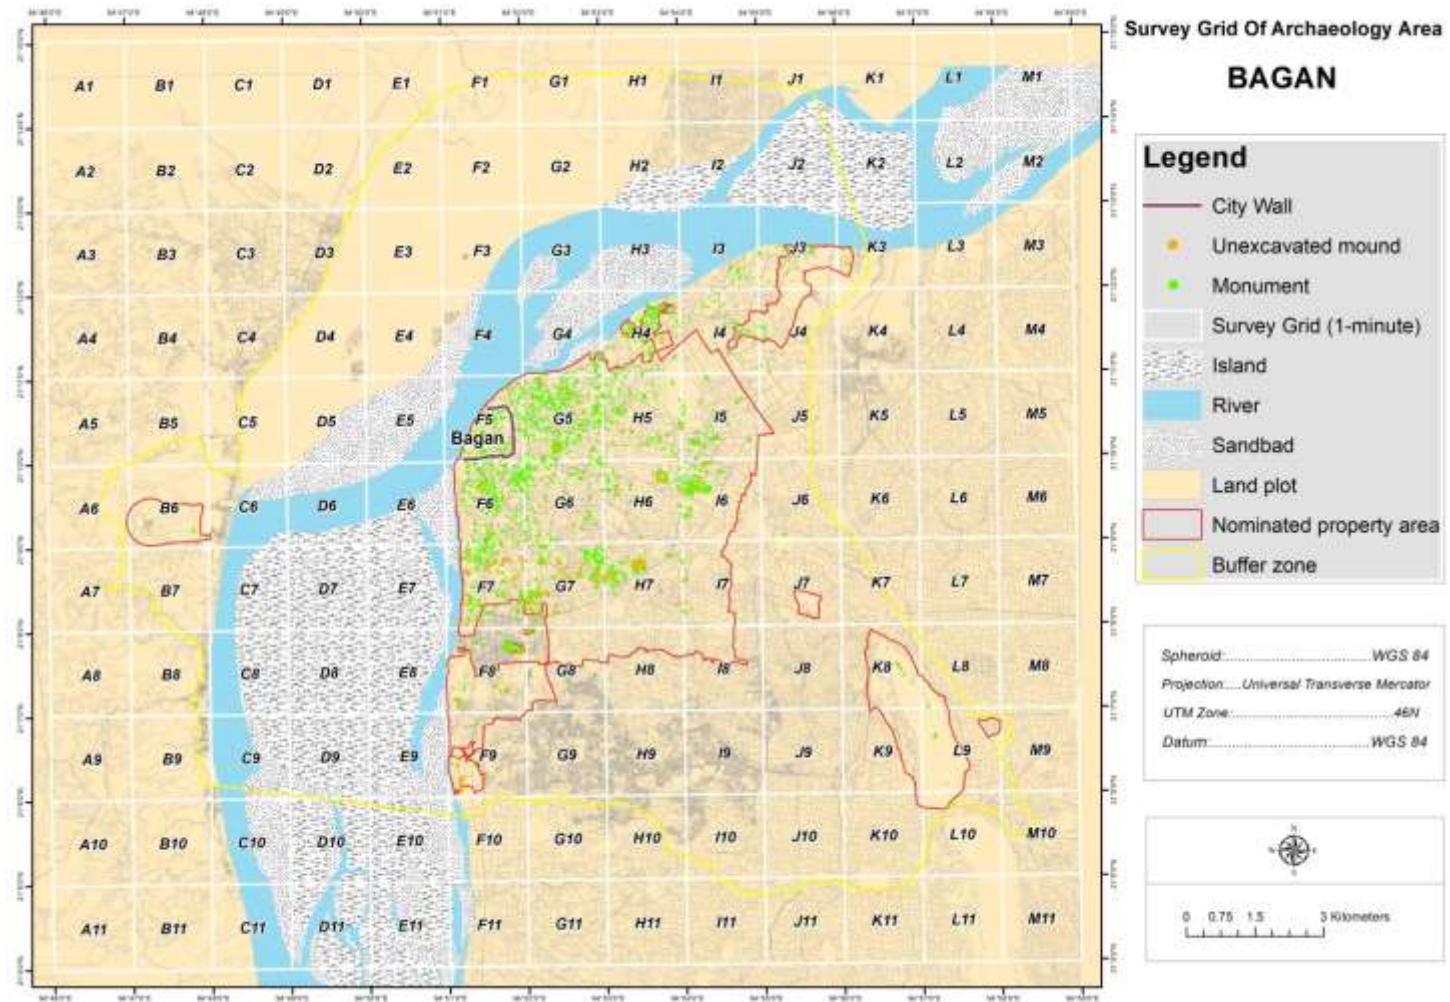 Survey Grid Of Archaeology Area
BAGAN
Legend
City Wall
Unexcavated mound
Monument
Survey Grid (1-minute)
Island
River
Sandbad
Land plot
Nominated property area
Buffer zone
Spheroid:..............................WGS 84
Projection:....Universal Transverse Mercator
UTM Zone:..............................46N
Datum:..............................WGS 84
N
E
S
0 0.75 1.5 3 Kilometers
A1 B1 C1 D1 E1 F1 G1 H1 I1 J1 K1 L1 M1
A2 B2 C2 D2 E2 F2 G2 H2 I2 J2 K2 L2 M2
A3 B3 C3 D3 E3 F3 G3 H3 I3 J3 K3 L3 M3
A4 B4 C4 D4 E4 F4 G4 H4 I4 J4 K4 L4 M4
A5 B5 C5 D5 E5 F5 G5 H5 I5 J5 K5 L5 M5
Bagan
A6 B6 C6 D6 E6 F6 G6 H6 I6 J6 K6 L6 M6
A7 B7 C7 D7 E7 F7 G7 H7 I7 J7 K7 L7 M7
A8 B8 C8 D8 E8 F8 G8 H8 I8 J8 K8 L8 M8
A9 B9 C9 D9 E9 F9 G9 H9 I9 J9 K9 L9 M9
A10 B10 C10 D10 E10 F10 G10 H10 I10 J10 K10 L10 M10
A11 B11 C11 D11 E11 F11 G11 H11 I11 J11 K11 L11 M11